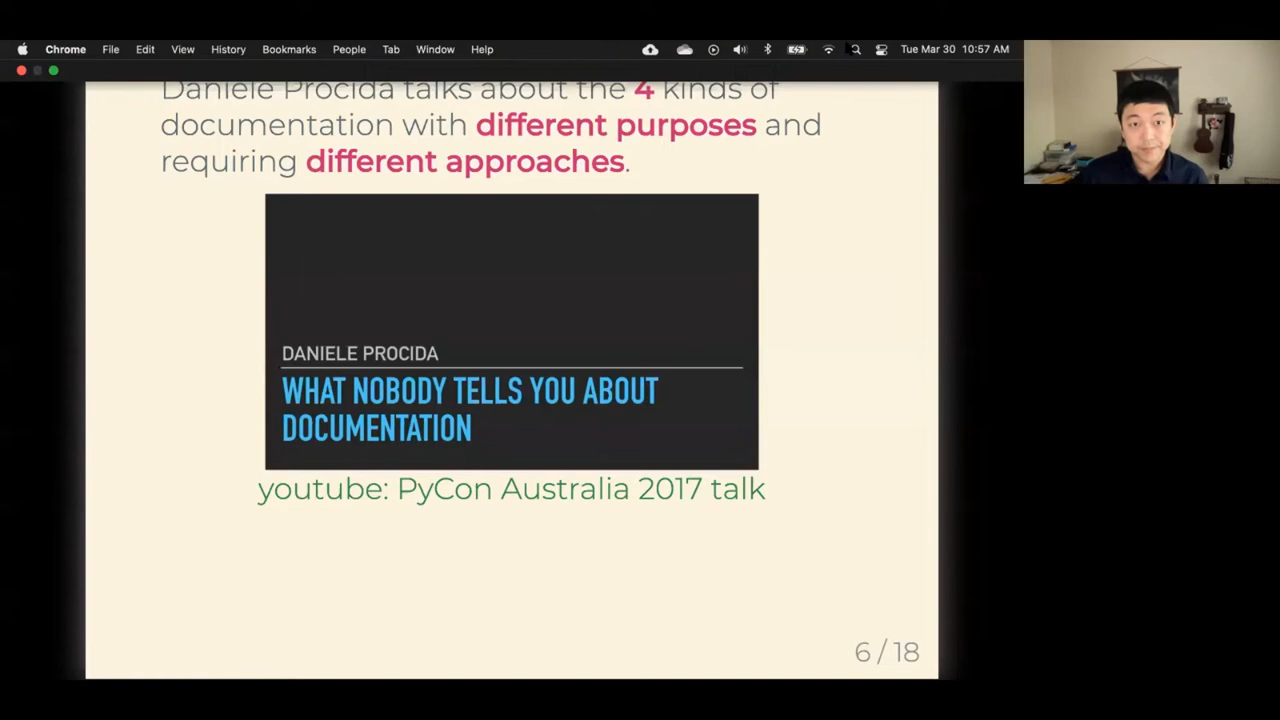 Chrome File Edit View History Bookmarks People Tab Window Help Tue Mar 30 10:57 AM
Daniele Procida talks about the 4 kinds of
documentation with different purposes and
requiring different approaches.
DANIELE PROCIDA
WHAT NOBODY TELLS YOU ABOUT
DOCUMENTATION
youtube: PyCon Australia 2017 talk
6 / 18